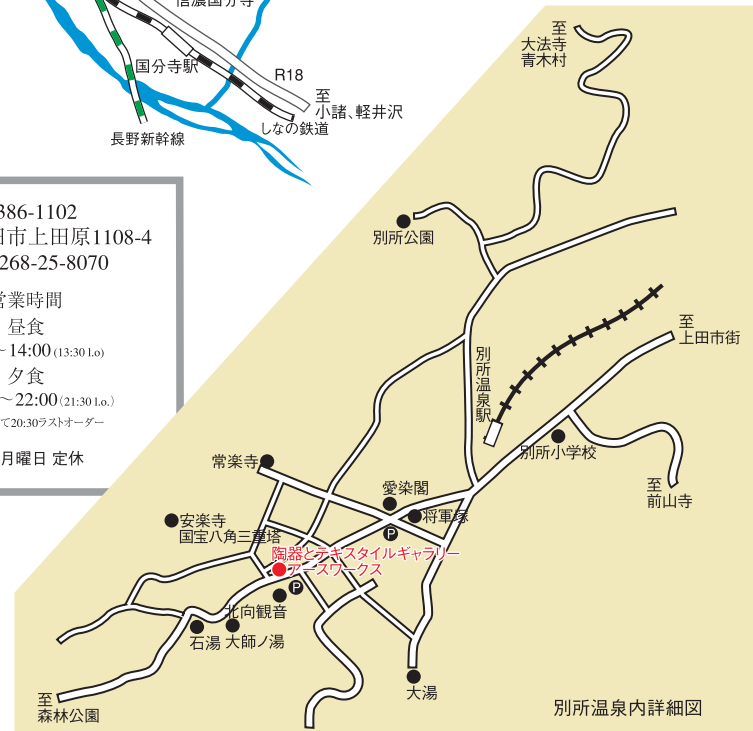 信濃国分寺
国分寺駅
R18
至
小諸、軽井沢
しなの鉄道
長野新幹線
386-1102
田市上田原1108-4
268-25-8070
営業時間
昼食
〜14:00 (13:30 l.o)
夕食
〜22:00 (21:30 l.o.)
て20:30ラストオーダー
月曜日 定休
至
大法寺
青木村
別所公園
至
上田市街
別所温泉駅
別所小学校
至
前山寺
常楽寺
愛染閣
将軍塚
P
安楽寺
国宝八角三重塔
陶器とテキスタイルギャラリー
アースワークス
P
北向観音
石湯
大師ノ湯
大湯
至
森林公園
別所温泉内詳細図